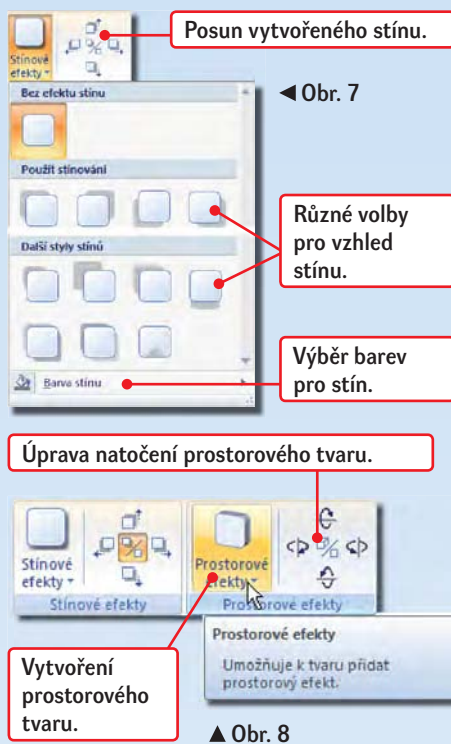 Posun vytvořeného stínu.
Stínové
efekty
Bez efektu stínu
◄ Obr. 7
Použít stínování
Různé volby
pro vzhled
stínu.
Další styly stínů
Výběr barev
pro stín.
Barva stínu
Úprava natočení prostorového tvaru.
Stínové
efekty
Prostorové
efekty
Stínové efekty
Prostorové efekty
Prostorové efekty
Umožňuje k tvaru přidat
prostorový efekt.
Vytvoření
prostorového
tvaru.
▲ Obr. 8